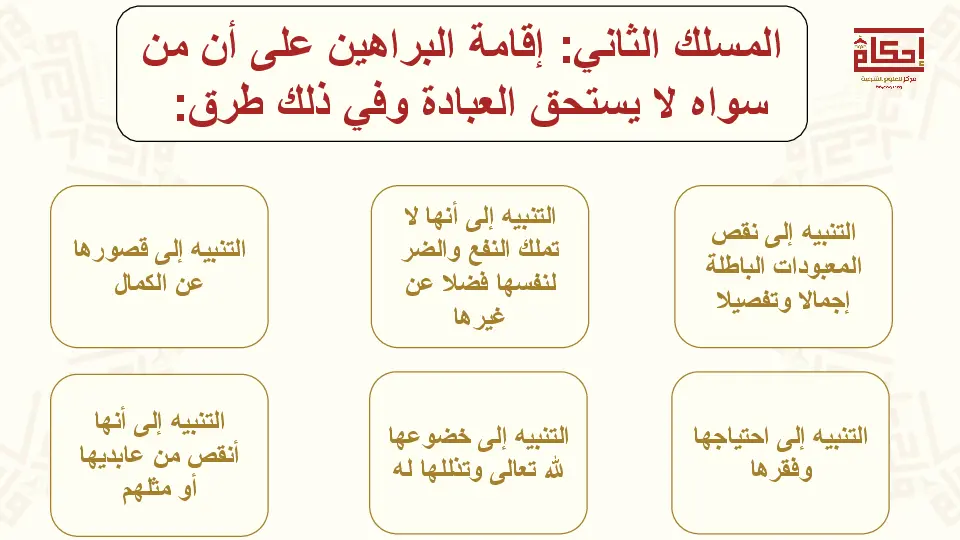 المسلك الثاني: إقامة البراهين على أن من
سواه لا يستحق العبادة وفي ذلك طرق:
إحكام
مركز للعلوم الشرعية
التنبيه إلى نقص
المعبودات الباطلة
إجمالا وتفصيلا
التنبيه إلى أنها لا
تملك النفع والضر
لنفسها فضلا عن
غيرها
التنبيه إلى قصورها
عن الكمال
التنبيه إلى احتياجها
وفقرها
التنبيه إلى خضوعها
لله تعالى وتذللها له
التنبيه إلى أنها
أنقص من عابديها
أو مثلهم